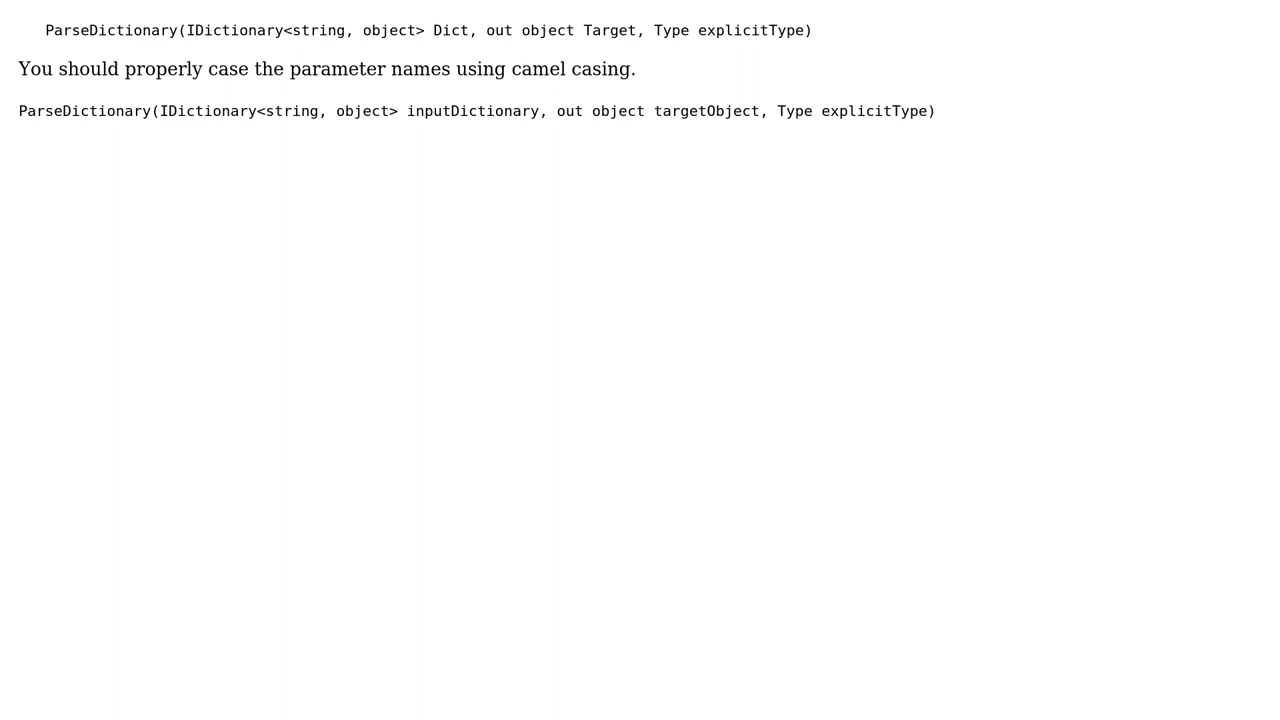 ParseDictionary(IDictionary<string, object> Dict, out object Target, Type explicitType)
You should properly case the parameter names using camel casing.
ParseDictionary(IDictionary<string, object> inputDictionary, out object targetObject, Type explicitType)